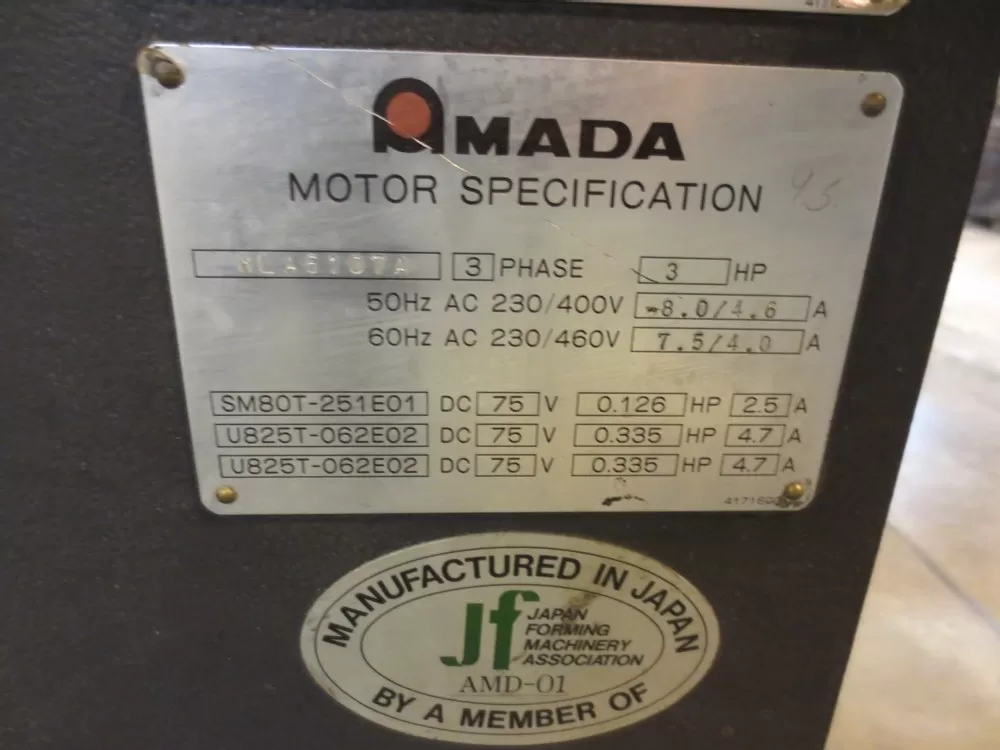 AMADA
MOTOR SPECIFICATION
3 PHASE 3 HP
50Hz AC 230/400V 8.0/4.6 A
60Hz AC 230/460V 7.5/4.0 A
SM80T-251E01 DC 75 V 0.126 HP 2.5 A
U825T-062E02 DC 75 V 0.335 HP 4.7 A
U825T-062E02 DC 75 V 0.335 HP 4.7 A
MANUFACTURED IN JAPAN
Jf JAPAN
FORMING
MACHINERY
ASSOCIATION
AMD-01
BY A MEMBER OF